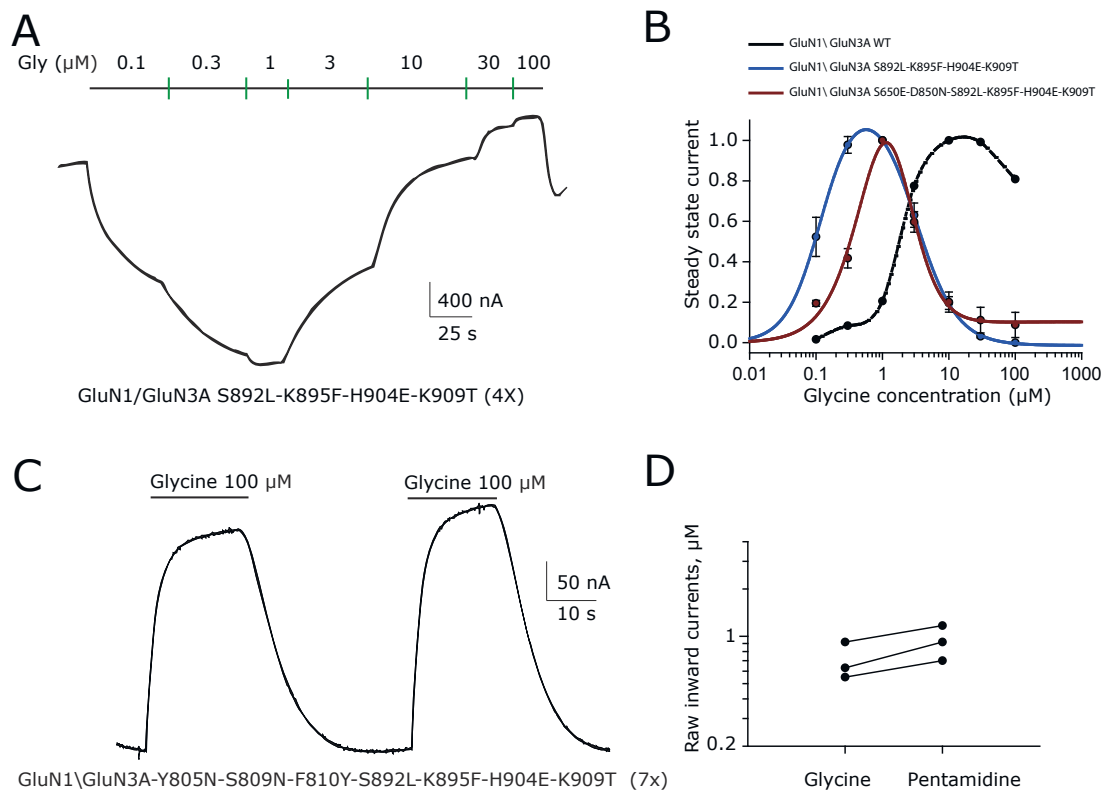 A
Gly (µM) 0.1 0.3 1 3 10 30 100
400 nA
25 s
GluN1/GluN3A S892L-K895F-H904E-K909T (4X)
B
GluN1\ GluN3A WT
GluN1\ GluN3A S892L-K895F-H904E-K909T
GluN1\ GluN3A S650E-D850N-S892L-K895F-H904E-K909T
Steady state current
1.0
0.8
0.6
0.4
0.2
0.0
0.01 0.1 1 10 100 1000
Glycine concentration (µM)
C
Glycine 100 µM Glycine 100 µM
50 nA
10 s
GluN1\GluN3A-Y805N-S809N-F810Y-S892L-K895F-H904E-K909T (7x)
D
Raw inward currents, µM
1
0.2
Glycine Pentamidine